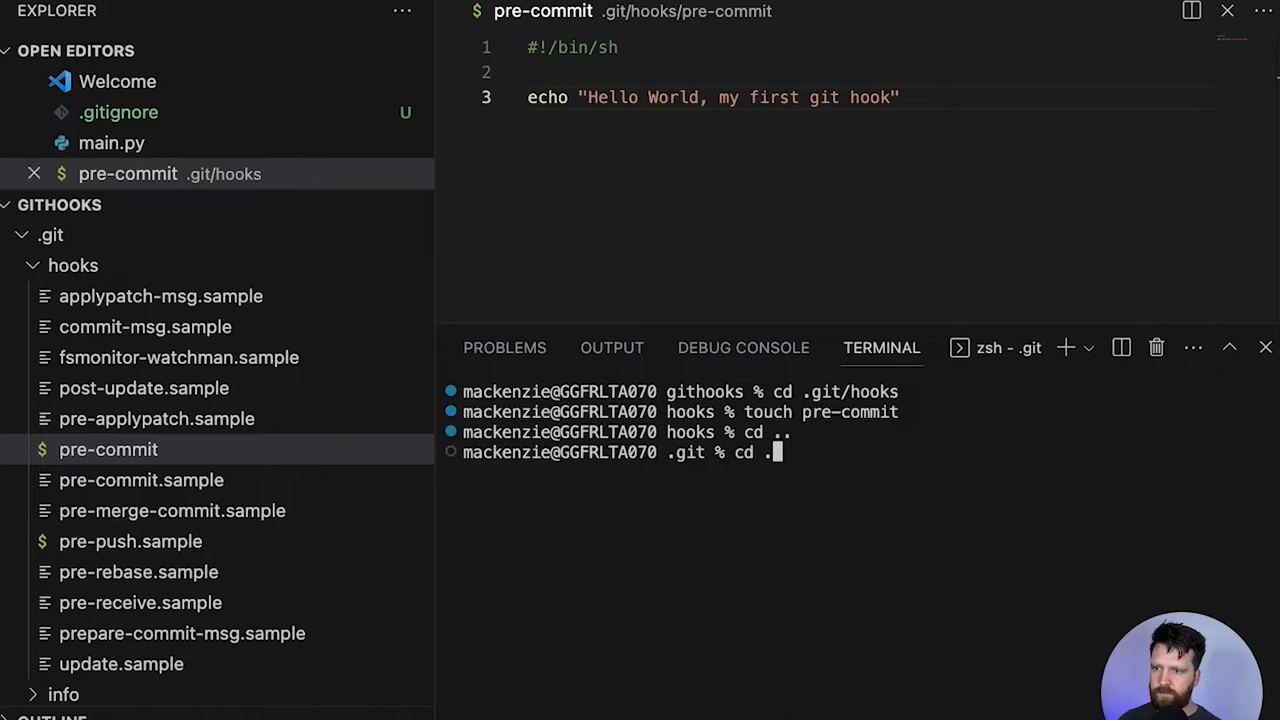 EXPLORER
OPEN EDITORS
Welcome
.gitignore U
main.py
pre-commit .git/hooks
GITHOOKS
.git
hooks
applypatch-msg.sample
commit-msg.sample
fsmonitor-watchman.sample
post-update.sample
pre-applypatch.sample
$ pre-commit
pre-commit.sample
pre-merge-commit.sample
$ pre-push.sample
pre-rebase.sample
pre-receive.sample
prepare-commit-msg.sample
update.sample
info
OUTLINE
$ pre-commit .git/hooks/pre-commit
1 #!/bin/sh
2
3 echo "Hello World, my first git hook"
PROBLEMS OUTPUT DEBUG CONSOLE TERMINAL zsh - .git
mackenzie@GGFRLTA070 githooks % cd .git/hooks
mackenzie@GGFRLTA070 hooks % touch pre-commit
mackenzie@GGFRLTA070 hooks % cd ..
mackenzie@GGFRLTA070 .git % cd .